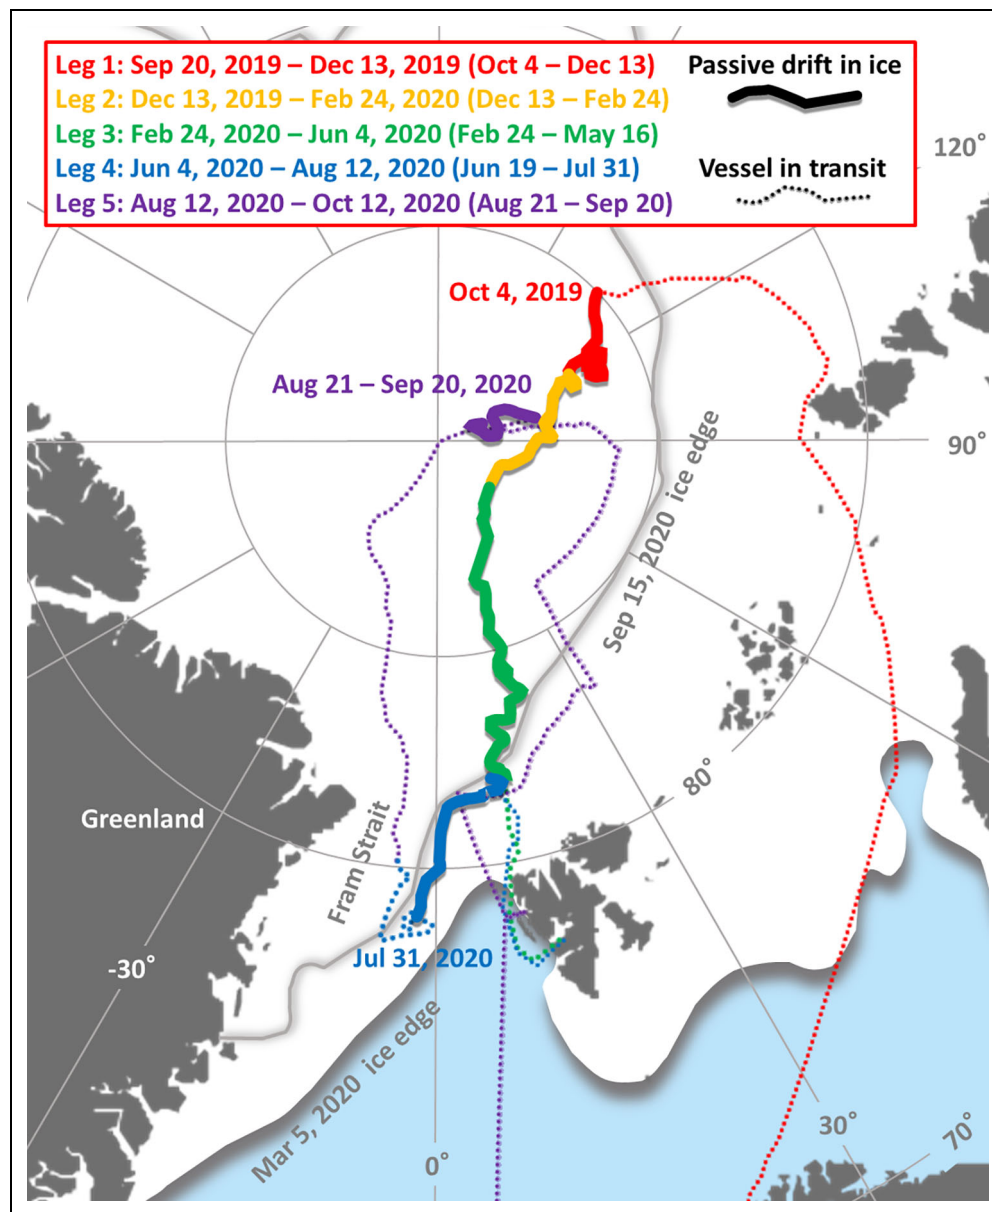 Leg 1: Sep 20, 2019 – Dec 13, 2019 (Oct 4 – Dec 13)
Leg 2: Dec 13, 2019 – Feb 24, 2020 (Dec 13 – Feb 24)
Leg 3: Feb 24, 2020 – Jun 4, 2020 (Feb 24 – May 16)
Leg 4: Jun 4, 2020 – Aug 12, 2020 (Jun 19 – Jul 31)
Leg 5: Aug 12, 2020 – Oct 12, 2020 (Aug 21 – Sep 20)
Passive drift in ice
Vessel in transit
120°
Oct 4, 2019
Aug 21 – Sep 20, 2020
90°
Sep 15, 2020 ice edge
80°
Greenland
Fram Strait
-30°
Jul 31, 2020
Mar 5, 2020 ice edge
0°
30°
70°